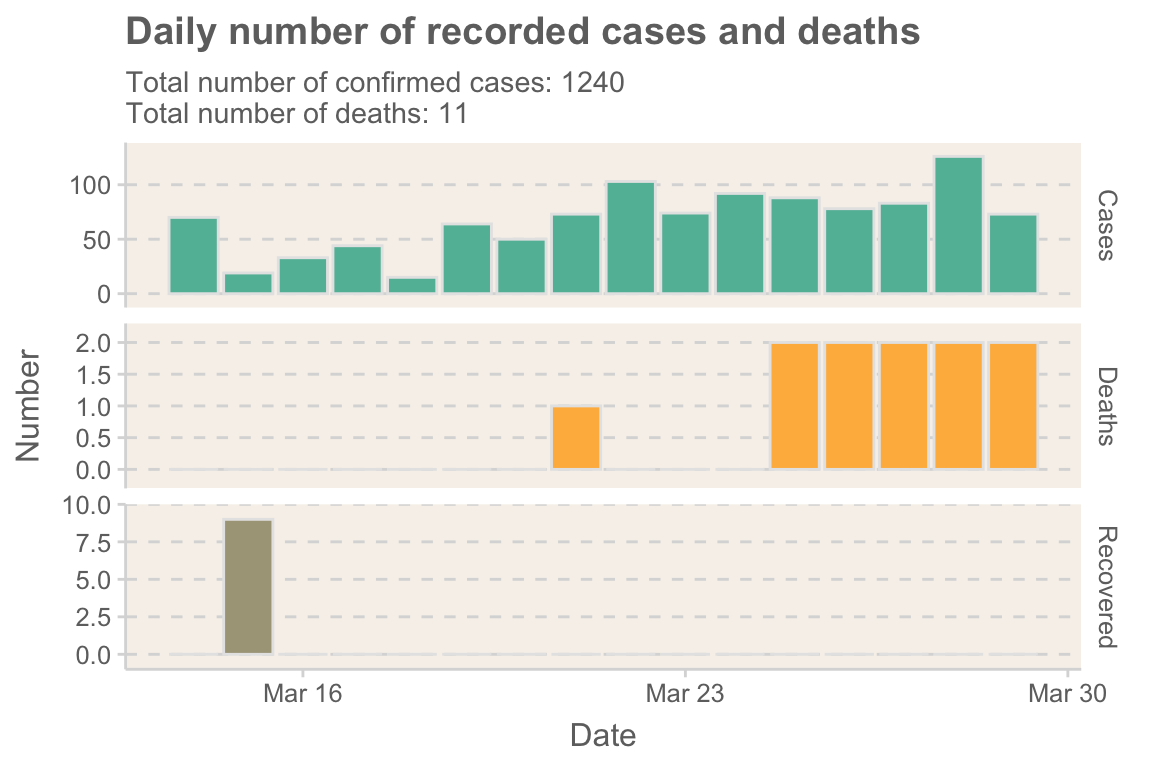 Daily number of recorded cases and deaths
Total number of confirmed cases: 1240
Total number of deaths: 11
100
50
0
Cases
2.0
1.5
1.0
0.5
0.0
Deaths
Number
10.0
7.5
5.0
2.5
0.0
Recovered
Mar 16
Mar 23
Mar 30
Date